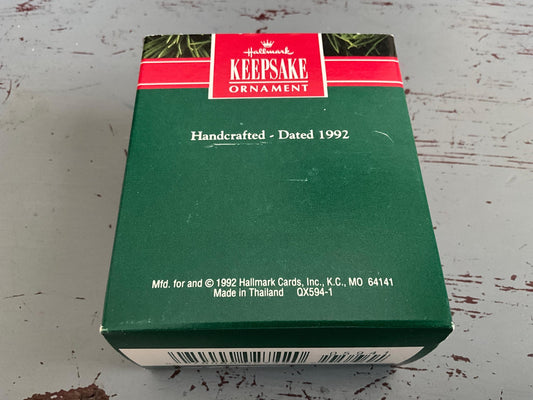 Hallmark
KEEPSAKE
ORNAMENT
Handcrafted - Dated 1992
Mfd. for and © 1992 Hallmark Cards, Inc., K.C., MO 64141
Made in Thailand QX594-1